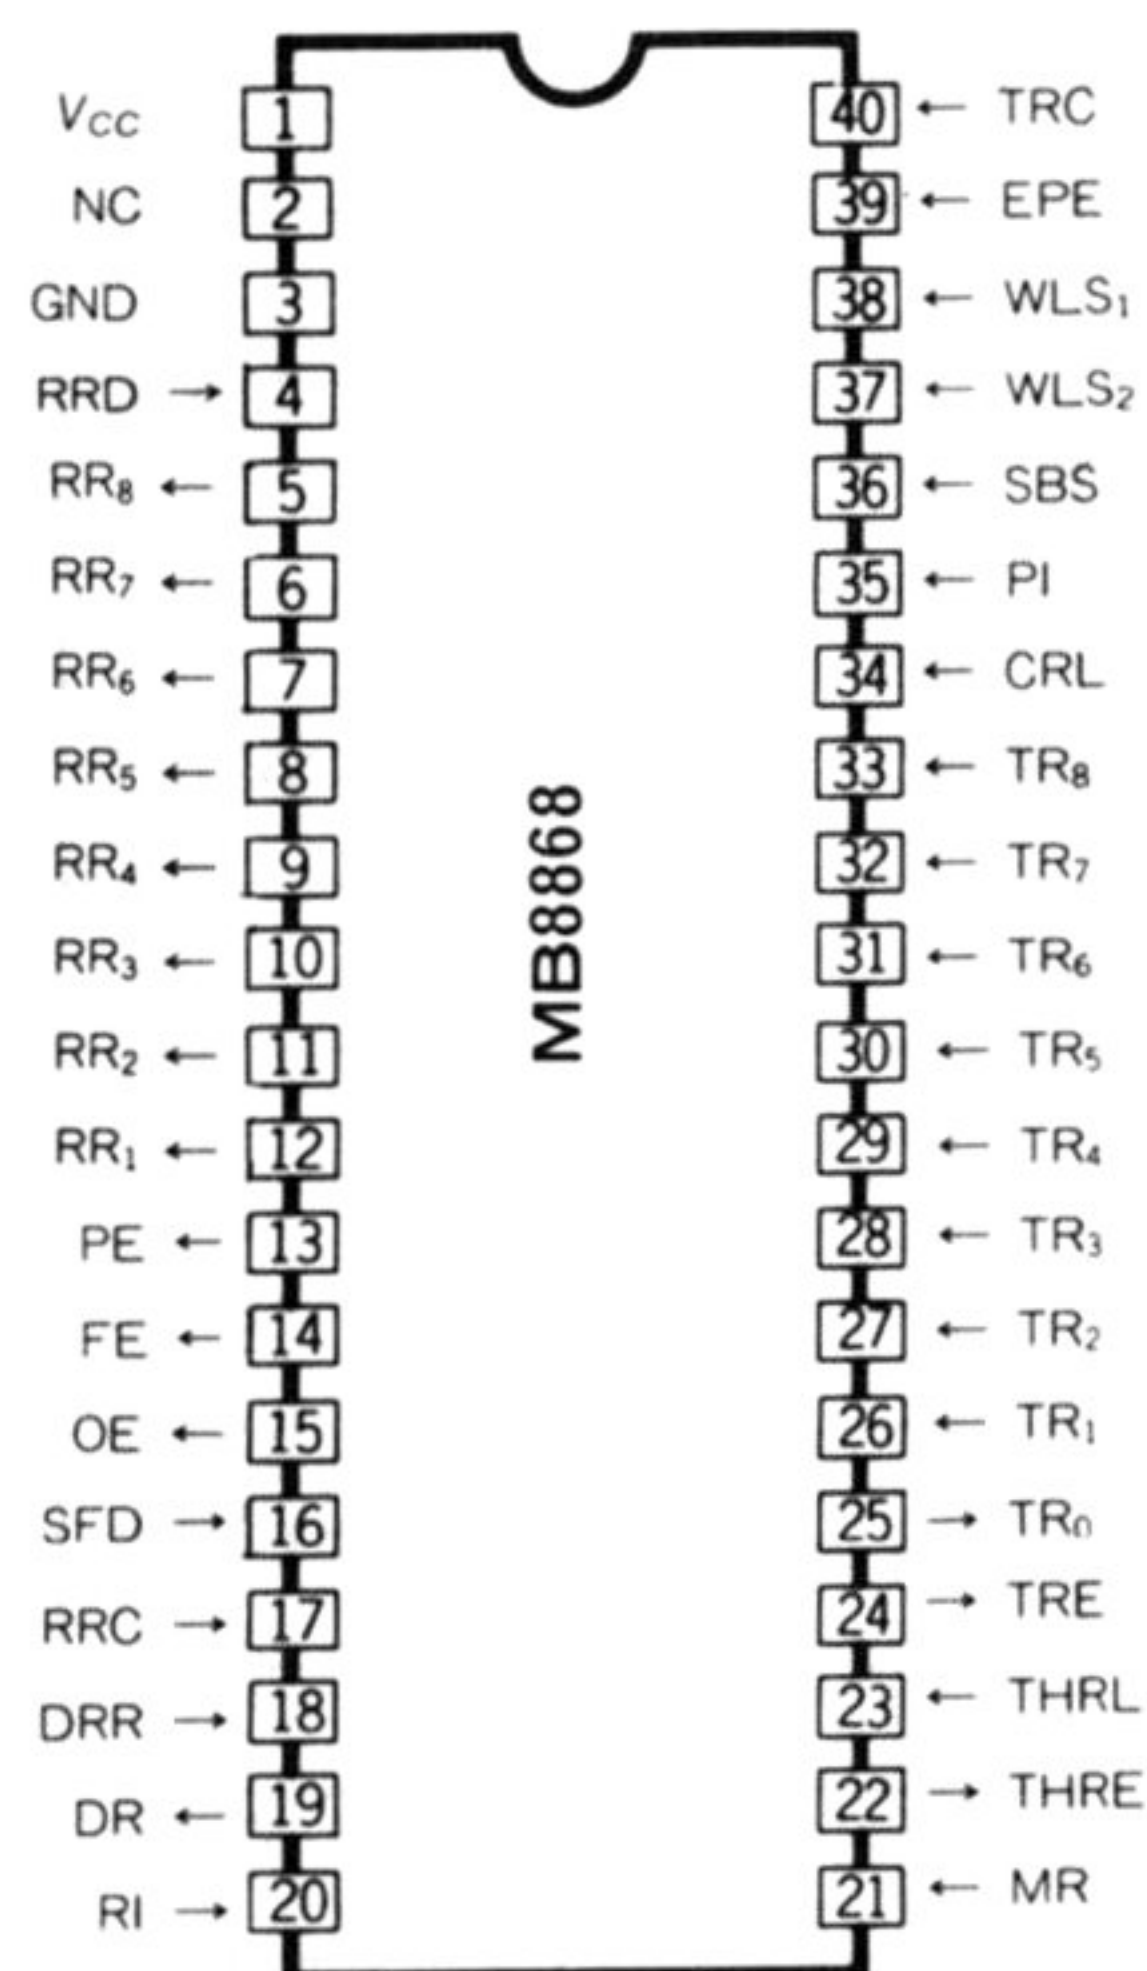 V_CC 1 40 ← TRC
NC 2 39 ← EPE
GND 3 38 ← WLS₁
RRD → 4 37 ← WLS₂
RR₈ ← 5 36 ← SBS
RR₇ ← 6 35 ← PI
RR₆ ← 7 34 ← CRL
RR₅ ← 8 33 ← TR₈
RR₄ ← 9 32 ← TR₇
RR₃ ← 10 31 ← TR₆
RR₂ ← 11 30 ← TR₅
RR₁ ← 12 29 ← TR₄
PE ← 13 28 ← TR₃
FE ← 14 27 ← TR₂
OE ← 15 26 ← TR₁
SFD → 16 25 → TR₀
RRC → 17 24 → TRE
DRR → 18 23 ← THRL
DR ← 19 22 → THRE
RI → 20 21 ← MR
MB8868